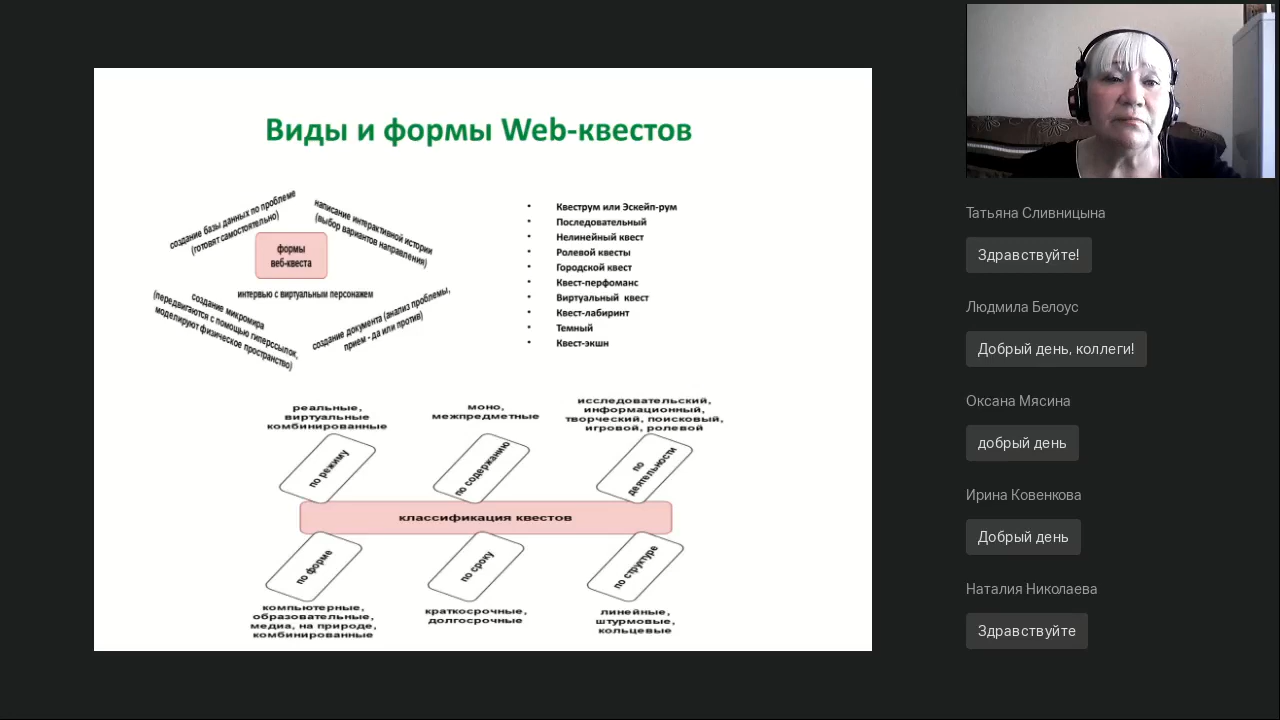 Виды и формы Web-квестов
создание базы данных по проблеме
(готовят самостоятельно)
написание интерактивной истории
(выбор вариантов направления)
формы
веб-квеста
интервью с виртуальным персонажем
создание микромира
(передвигаются с помощью гиперссылок,
моделируют физическое пространство)
создание документа (анализ проблемы,
прием - да или против)
• Квеструм или Эскейп-рум
• Последовательный
• Нелинейный квест
• Ролевой квесты
• Городской квест
• Квест-перфоманс
• Виртуальный квест
• Квест-лабиринт
• Темный
• Квест-экшн
реальные,
виртуальные
комбинированные
моно,
межпредметные
исследовательский,
информационный,
творческий, поисковый,
игровой, ролевой
по режиму
по содержанию
по
деятельности
классификация квестов
по форме
по сроку
по структуре
компьютерные,
образовательные,
медиа, на природе,
комбинированные
краткосрочные,
долгосрочные
линейные,
штурмовые,
кольцевые
Татьяна Сливницына
Здравствуйте!
Людмила Белоус
Добрый день, коллеги!
Оксана Мясина
добрый день
Ирина Ковенкова
Добрый день
Наталия Николаева
Здравствуйте